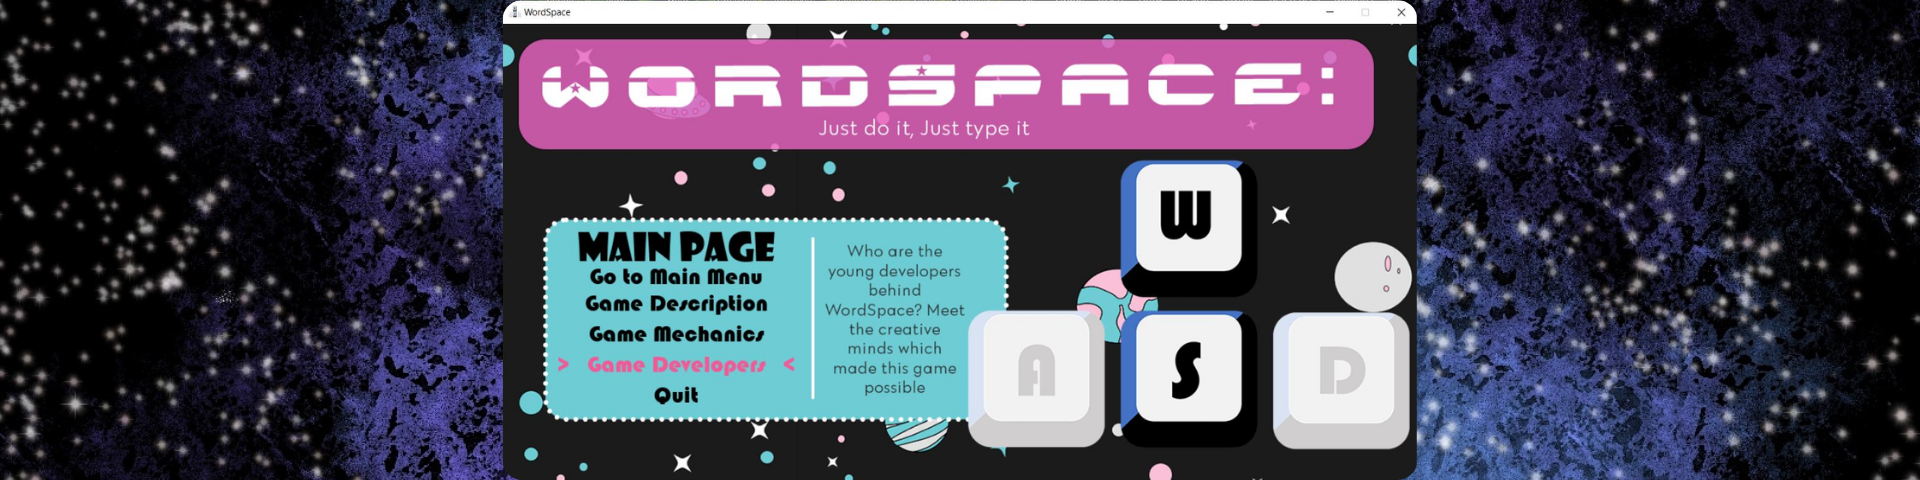 WordSpace
WORDSPACE:
Just do it, Just type it
MAIN PAGE
Go to Main Menu
Game Description
Game Mechanics
> Game Developers <
Quit
Who are the
young developers
behind
WordSpace? Meet
the creative
minds which
made this game
possible
W
A
S
D